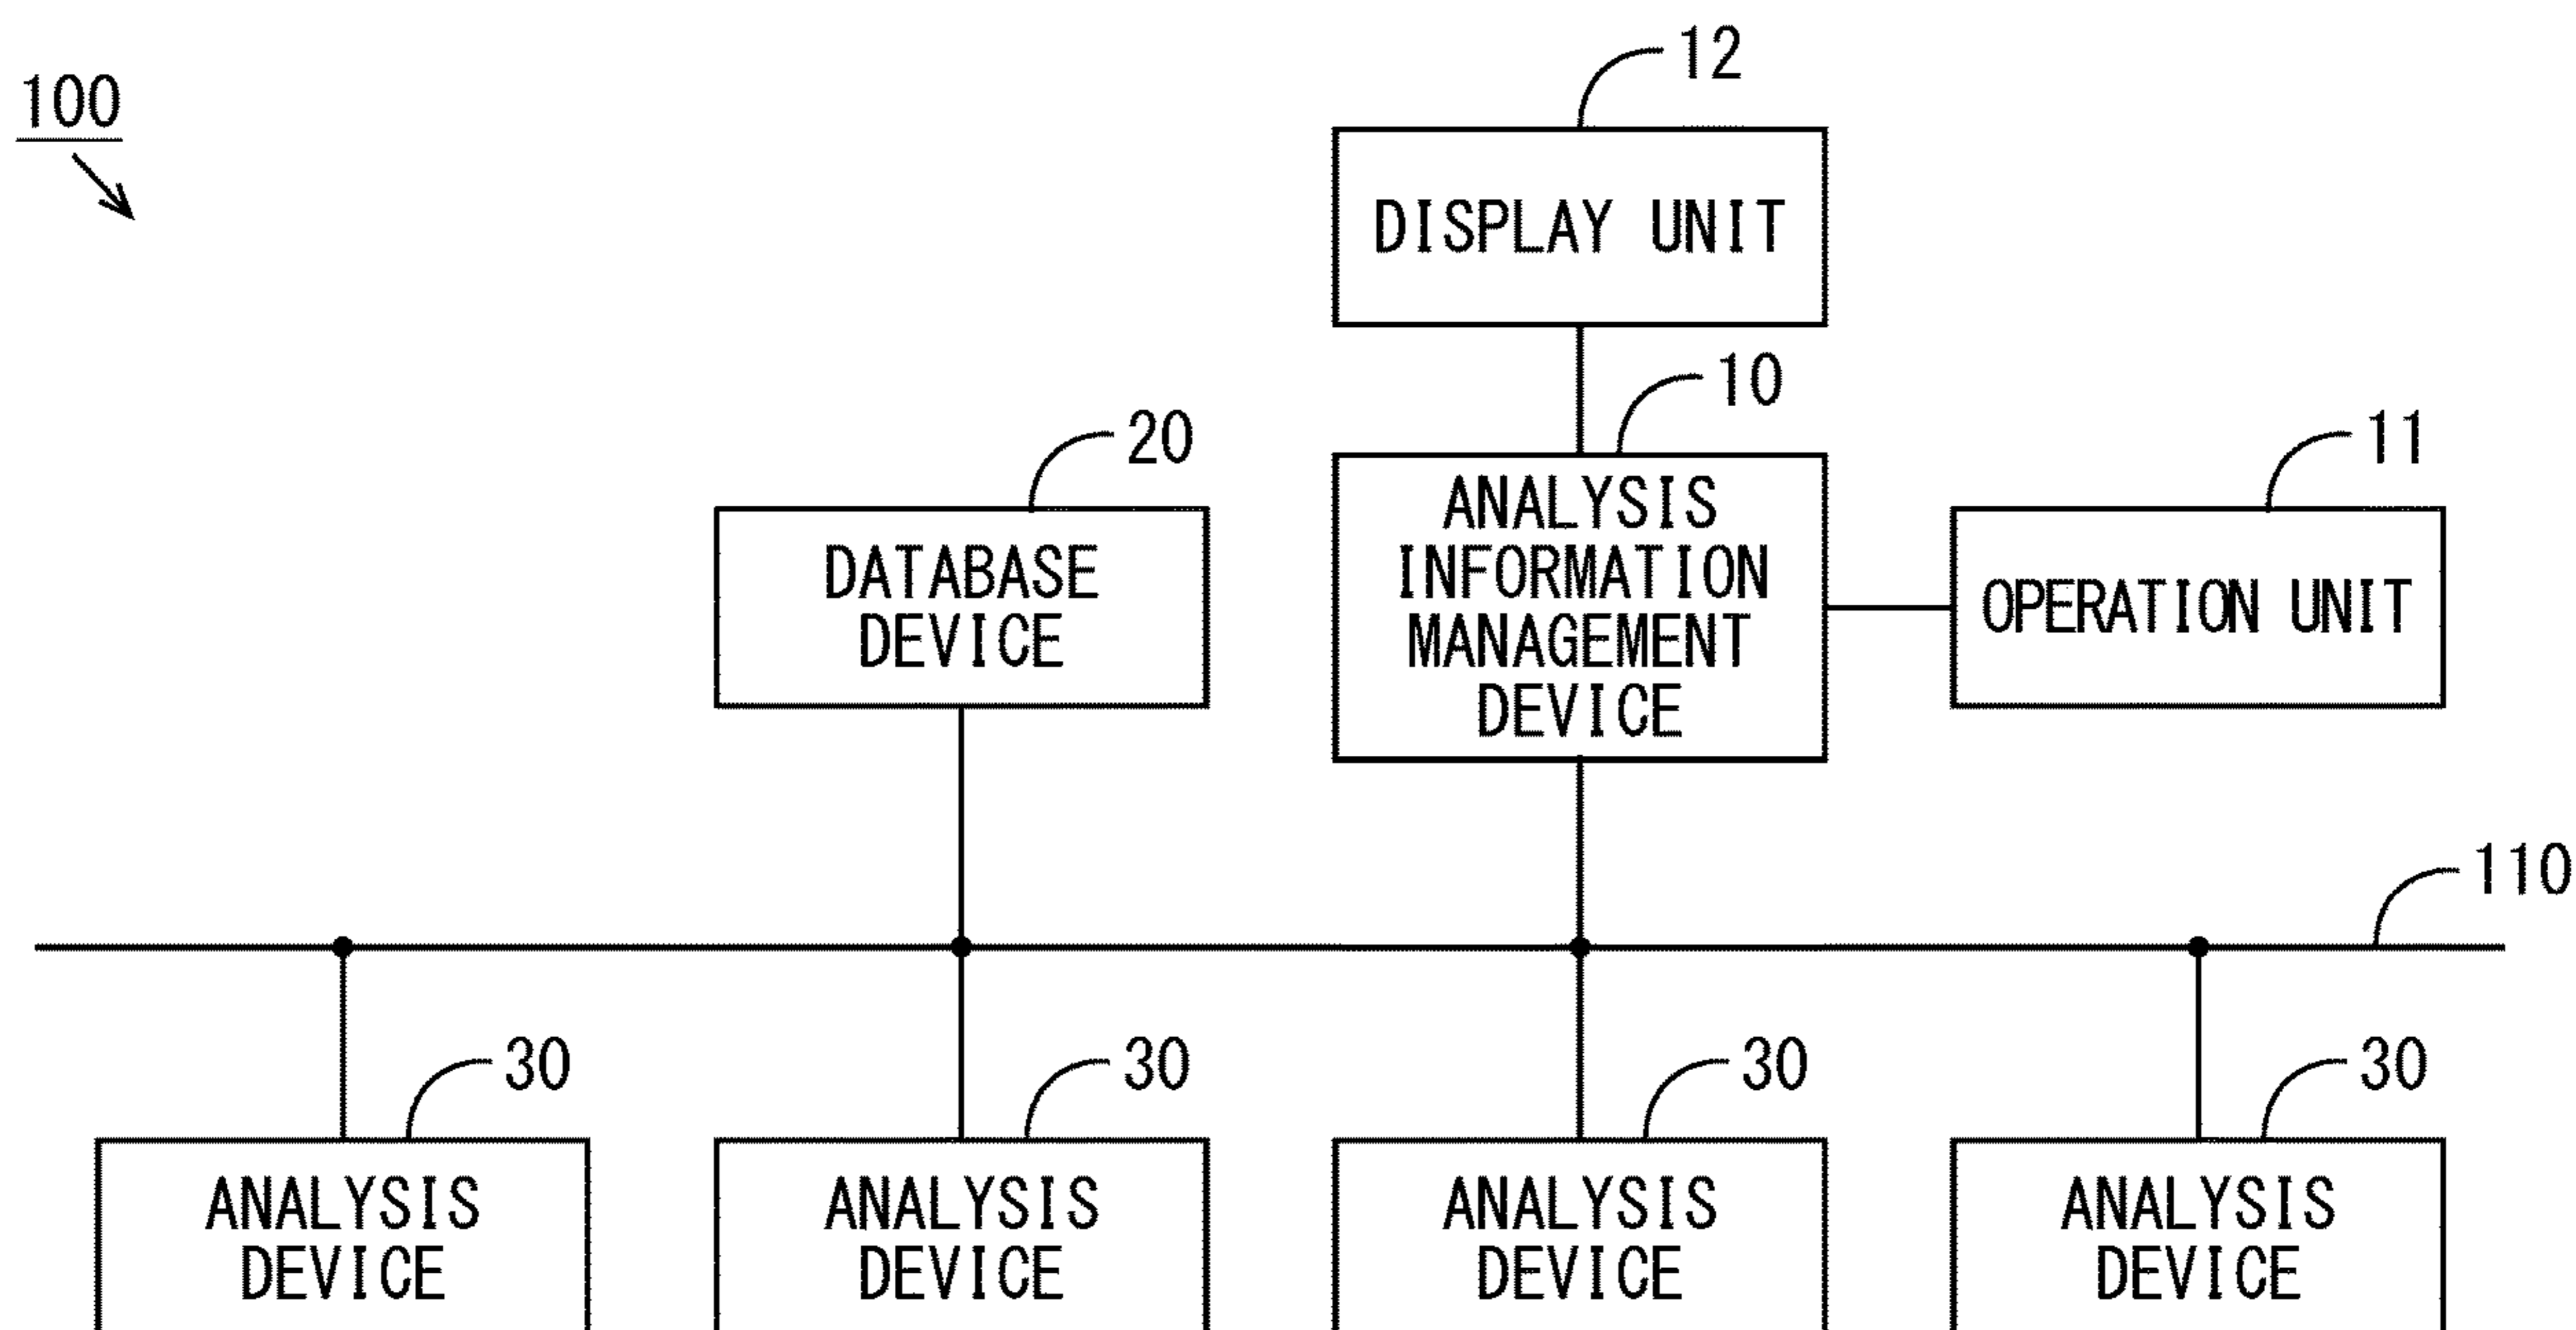 100
12
DISPLAY UNIT
10
20
11
ANALYSIS
INFORMATION
MANAGEMENT
DEVICE
DATABASE
DEVICE
OPERATION UNIT
110
30
30
30
30
ANALYSIS
DEVICE
ANALYSIS
DEVICE
ANALYSIS
DEVICE
ANALYSIS
DEVICE